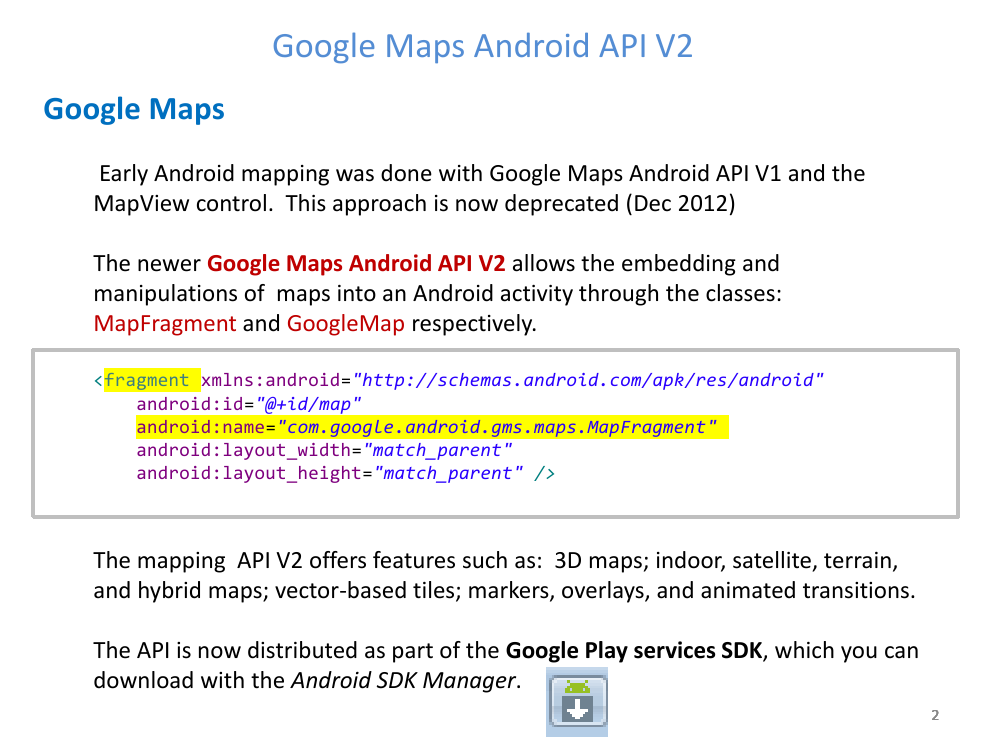 Google Maps Android API V2
Google Maps
Early Android mapping was done with Google Maps Android API V1 and the
MapView control.  This approach is now deprecated (Dec 2012)
The newer Google Maps Android API V2 allows the embedding and
manipulations of  maps into an Android activity through the classes:
MapFragment and GoogleMap respectively.
<fragment xmlns:android="http://schemas.android.com/apk/res/android"
    android:id="@+id/map"
    android:name="com.google.android.gms.maps.MapFragment"
    android:layout_width="match_parent"
    android:layout_height="match_parent" />
The mapping  API V2 offers features such as:  3D maps; indoor, satellite, terrain,
and hybrid maps; vector-based tiles; markers, overlays, and animated transitions.
The API is now distributed as part of the Google Play services SDK, which you can
download with the Android SDK Manager.
2